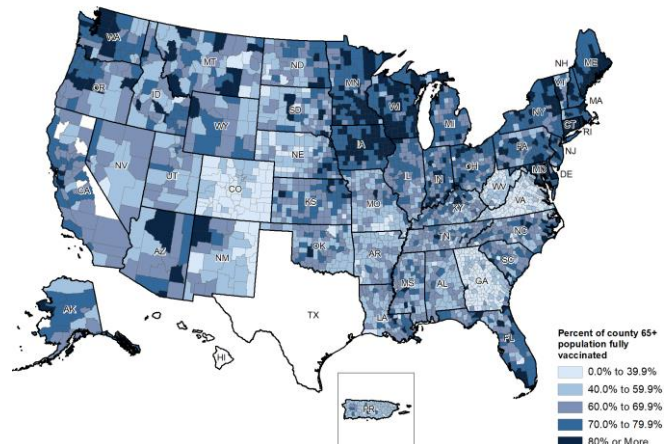 WA
MT
ND
MN
ME
NH
VT
OR
ID
SD
WI
NY
MA
WY
MI
CT
RI
NE
IA
PA
NJ
NV
UT
IL
IN
OH
MD
DE
CA
CO
WV
VA
KS
MO
KY
AZ
NM
OK
TN
NC
AR
SC
MS
AL
GA
AK
TX
LA
HI
FL
PR
Percent of county 65+
population fully
vaccinated
0.0% to 39.9%
40.0% to 59.9%
60.0% to 69.9%
70.0% to 79.9%
80% or More